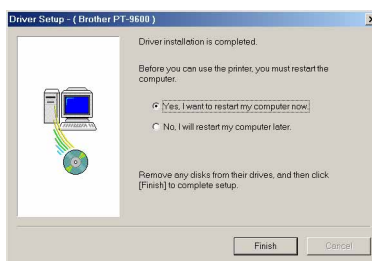 Driver Setup - ( Brother PT-9600 )
Driver installation is completed.
Before you can use the printer, you must restart the
computer.
Yes, I want to restart my computer now.
No, I will restart my computer later.
Remove any disks from their drives, and then click
[Finish] to complete setup.
Finish
Cancel